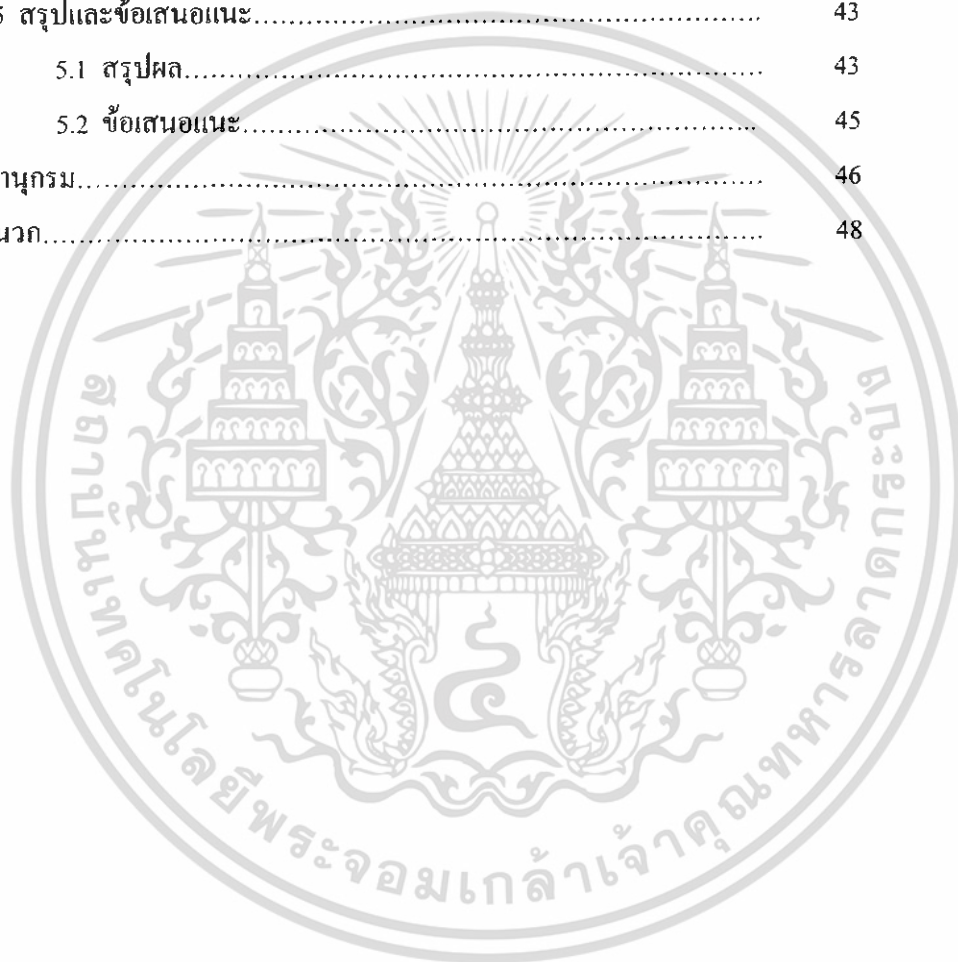 5 สรุปและข้อเสนอแนะ................................................................ 43
5.1 สรุปผล................................................................ 43
5.2 ข้อเสนอแนะ................................................................ 45
านุกรม................................................................ 46
นวก................................................................ 48
สถาบันเทคโนโลยีพระจอมเกล้าเจ้าคุณทหารลาดกระบัง
๔